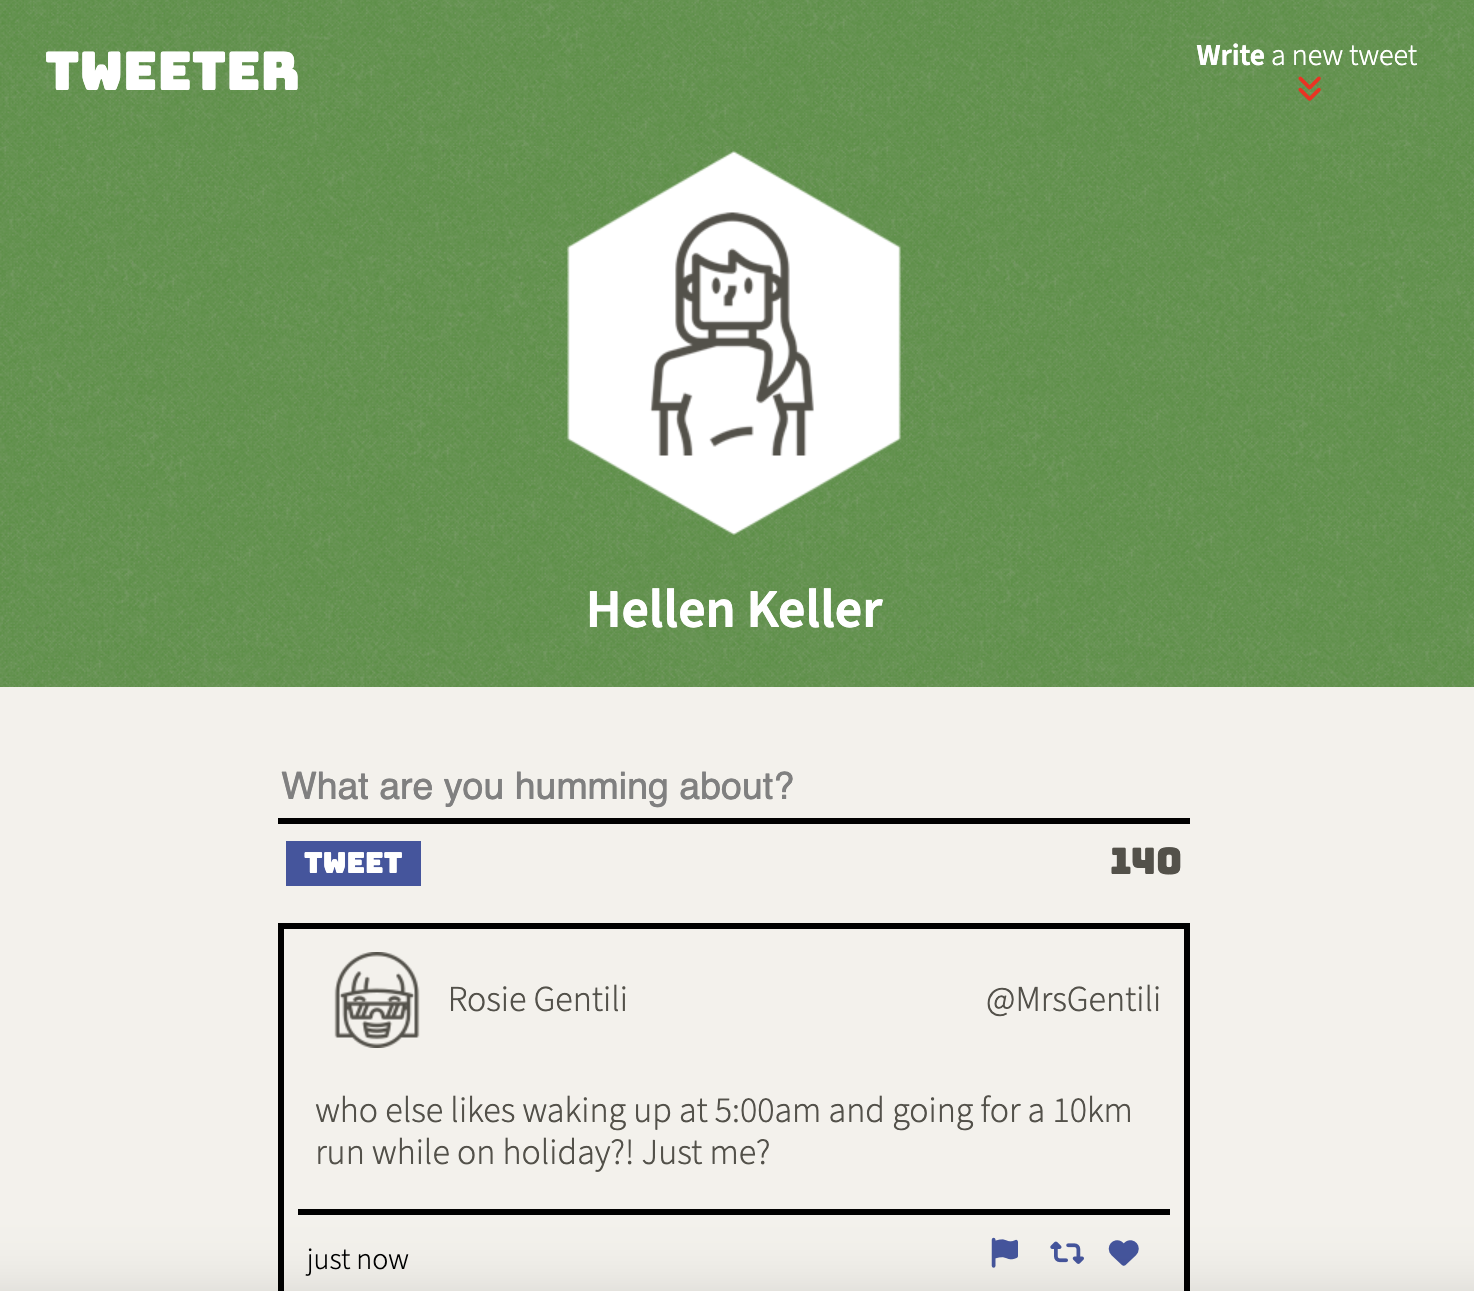 TWEETER
Write a new tweet
Hellen Keller
What are you humming about?
TWEET
140
Rosie Gentili
@MrsGentili
who else likes waking up at 5:00am and going for a 10km
run while on holiday?! Just me?
just now